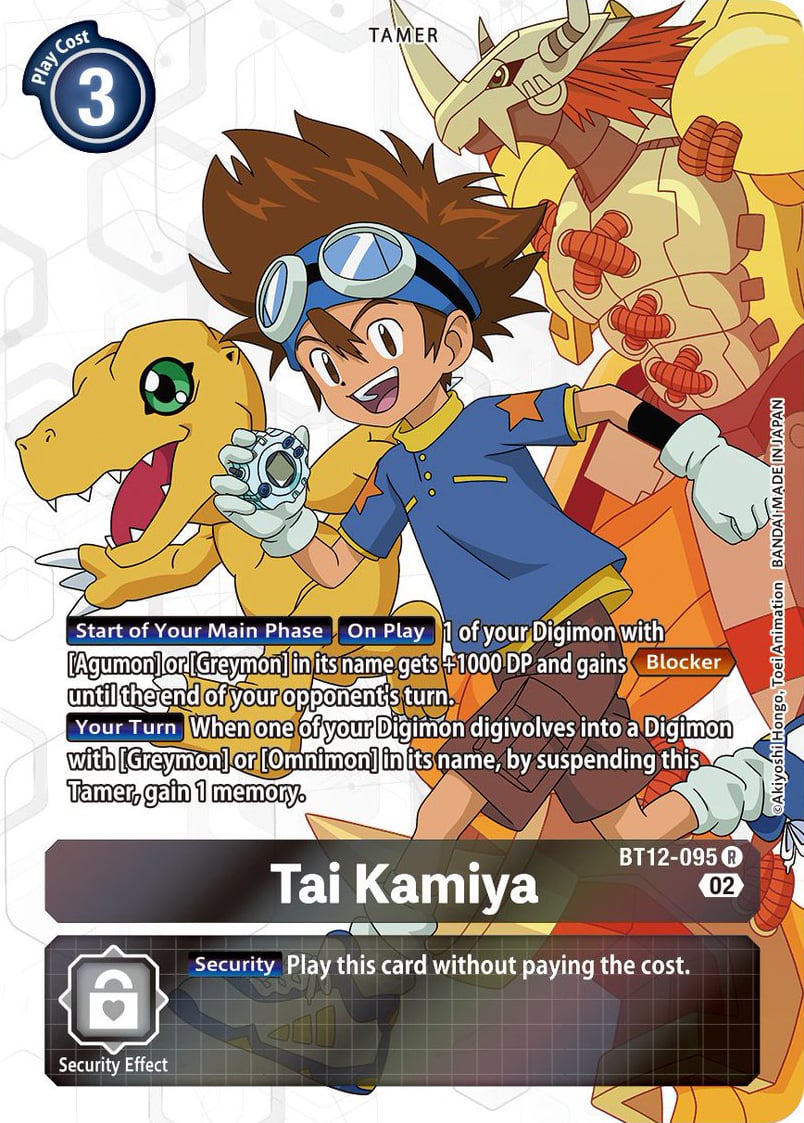 TAMER
Play Cost
3
Start of Your Main Phase On Play 1 of your Digimon with
[Agumon] or [Greymon] in its name gets +1000 DP and gains Blocker
until the end of your opponent's turn.
Your Turn When one of your Digimon digivolves into a Digimon
with [Greymon] or [Omnimon] in its name, by suspending this
Tamer, gain 1 memory.
©Akiyoshi Hongo, Toei Animation BANDAI MADE IN JAPAN
BT12-095 R
Tai Kamiya
02
Security Play this card without paying the cost.
Security Effect